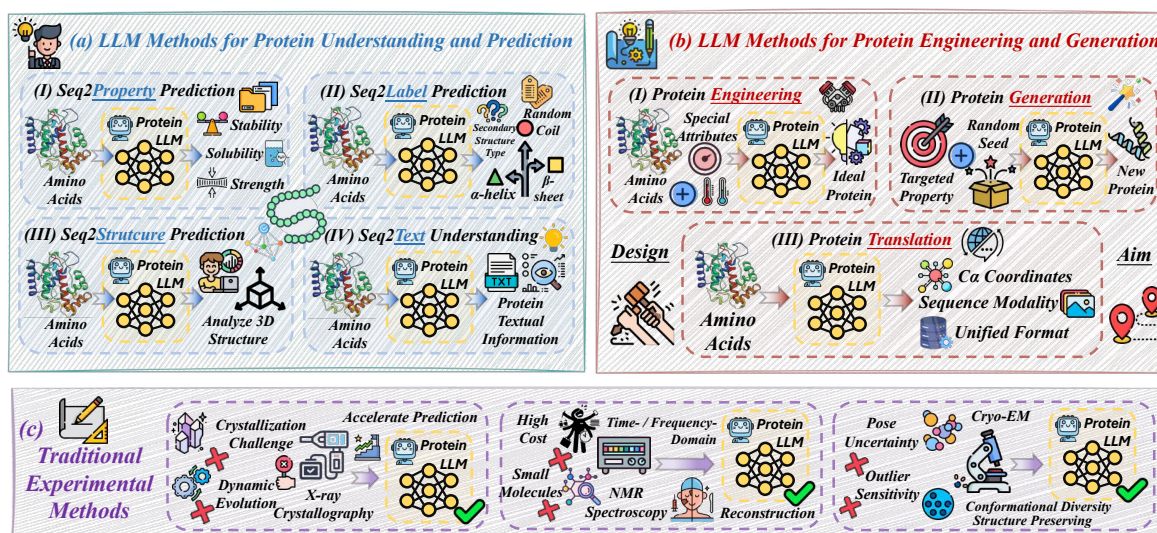 (a) LLM Methods for Protein Understanding and Prediction
(I) Seq2Property Prediction
Amino
Acids
Protein
LLM
Stability
Solubility
Strength
(II) Seq2Label Prediction
Amino
Acids
Protein
LLM
Secondary
Structure
Type
Random
Coil
α-helix
β-
sheet
(III) Seq2Strutcure Prediction
Amino
Acids
Protein
LLM
Analyze 3D
Structure
(IV) Seq2Text Understanding
Amino
Acids
Protein
LLM
TXT
Protein
Textual
Information
(b) LLM Methods for Protein Engineering and Generation
(I) Protein Engineering
Amino
Acids
Special
Attributes
Protein
LLM
Ideal
Protein
(II) Protein Generation
Targeted
Property
Random
Seed
Protein
LLM
New
Protein
Design
(III) Protein Translation
Amino Acids
Protein
LLM
Cα Coordinates
Sequence Modality
Unified Format
Aim
(c)
Traditional
Experimental
Methods
Crystallization
Challenge
Dynamic
Evolution
Accelerate Prediction
X-ray
Crystallography
Protein
LLM
High
Cost
Small
Molecules
Time- / Frequency-
Domain
NMR
Spectroscopy
Protein
LLM
Reconstruction
Pose
Uncertainty
Outlier
Sensitivity
Cryo-EM
Conformational Diversity
Structure Preserving
Protein
LLM